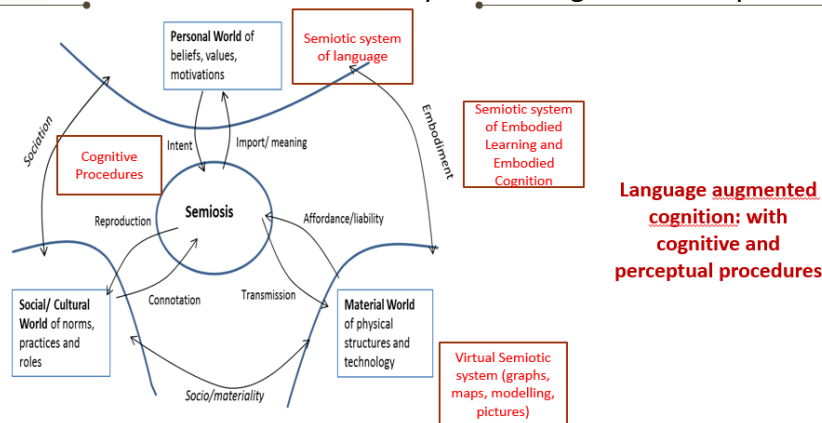 Personal World of
beliefs, values,
motivations
Semiotic system
of language
Sociation
Embodiment
Semiotic system
of Embodied
Learning and
Embodied
Cognition
Cognitive
Procedures
Intent
Import/ meaning
Semiosis
Reproduction
Affordance/liability
Connotation
Transmission
Language augmented
cognition: with
cognitive and
perceptual procedures
Social/ Cultural
World of norms,
practices and
roles
Material World
of physical
structures and
technology
Socio/materiality
Virtual Semiotic
system (graphs,
maps, modelling,
pictures)